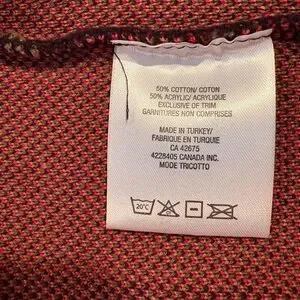 50% COTTON/ COTON
50% ACRYLIC/ ACRYLIQUE
EXCLUSIVE OF TRIM
GARNITURES NON COMPRISES
MADE IN TURKEY/
FABRIQUE EN TURQUIE
CA 42675
4228405 CANADA INC.
MODE TRICOTTO
20°C